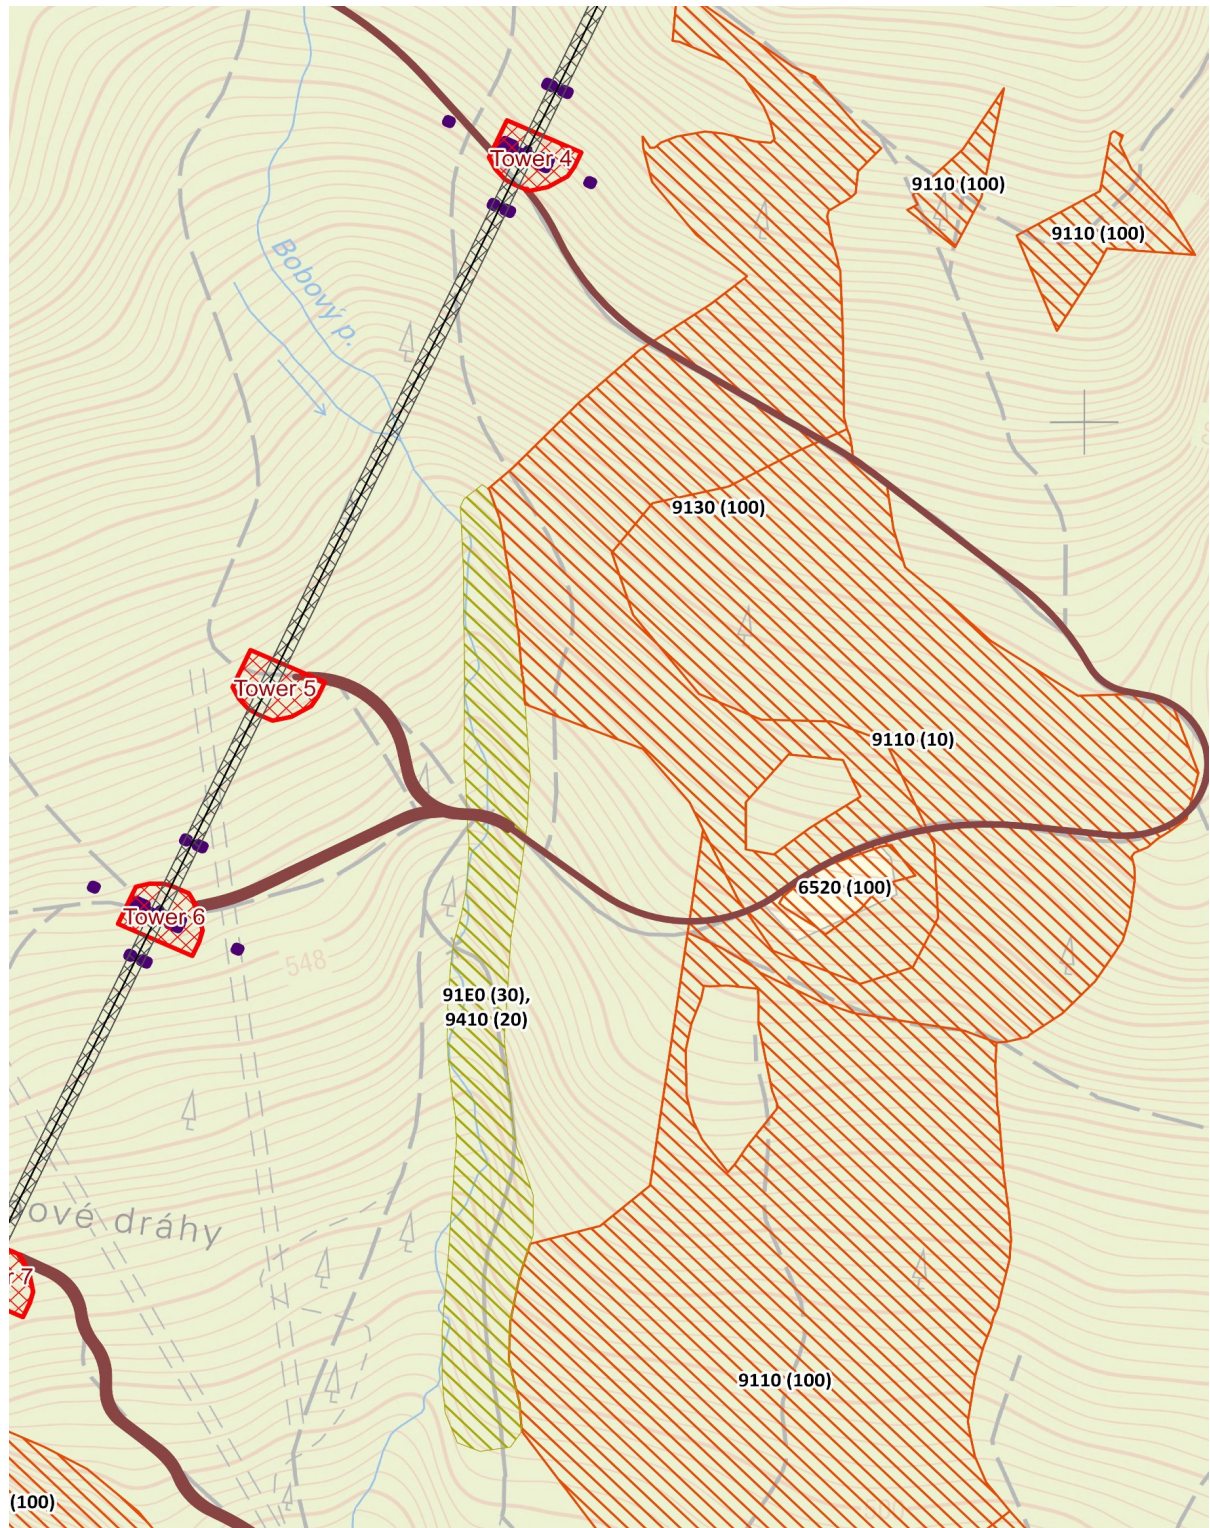 Tower 4
9110 (100)
9110 (100)
Bobový p.
9130 (100)
Tower 5
9110 (10)
6520 (100)
Tower 6
548
91E0 (30),
9410 (20)
ové dráhy
r 7
9110 (100)
(100)